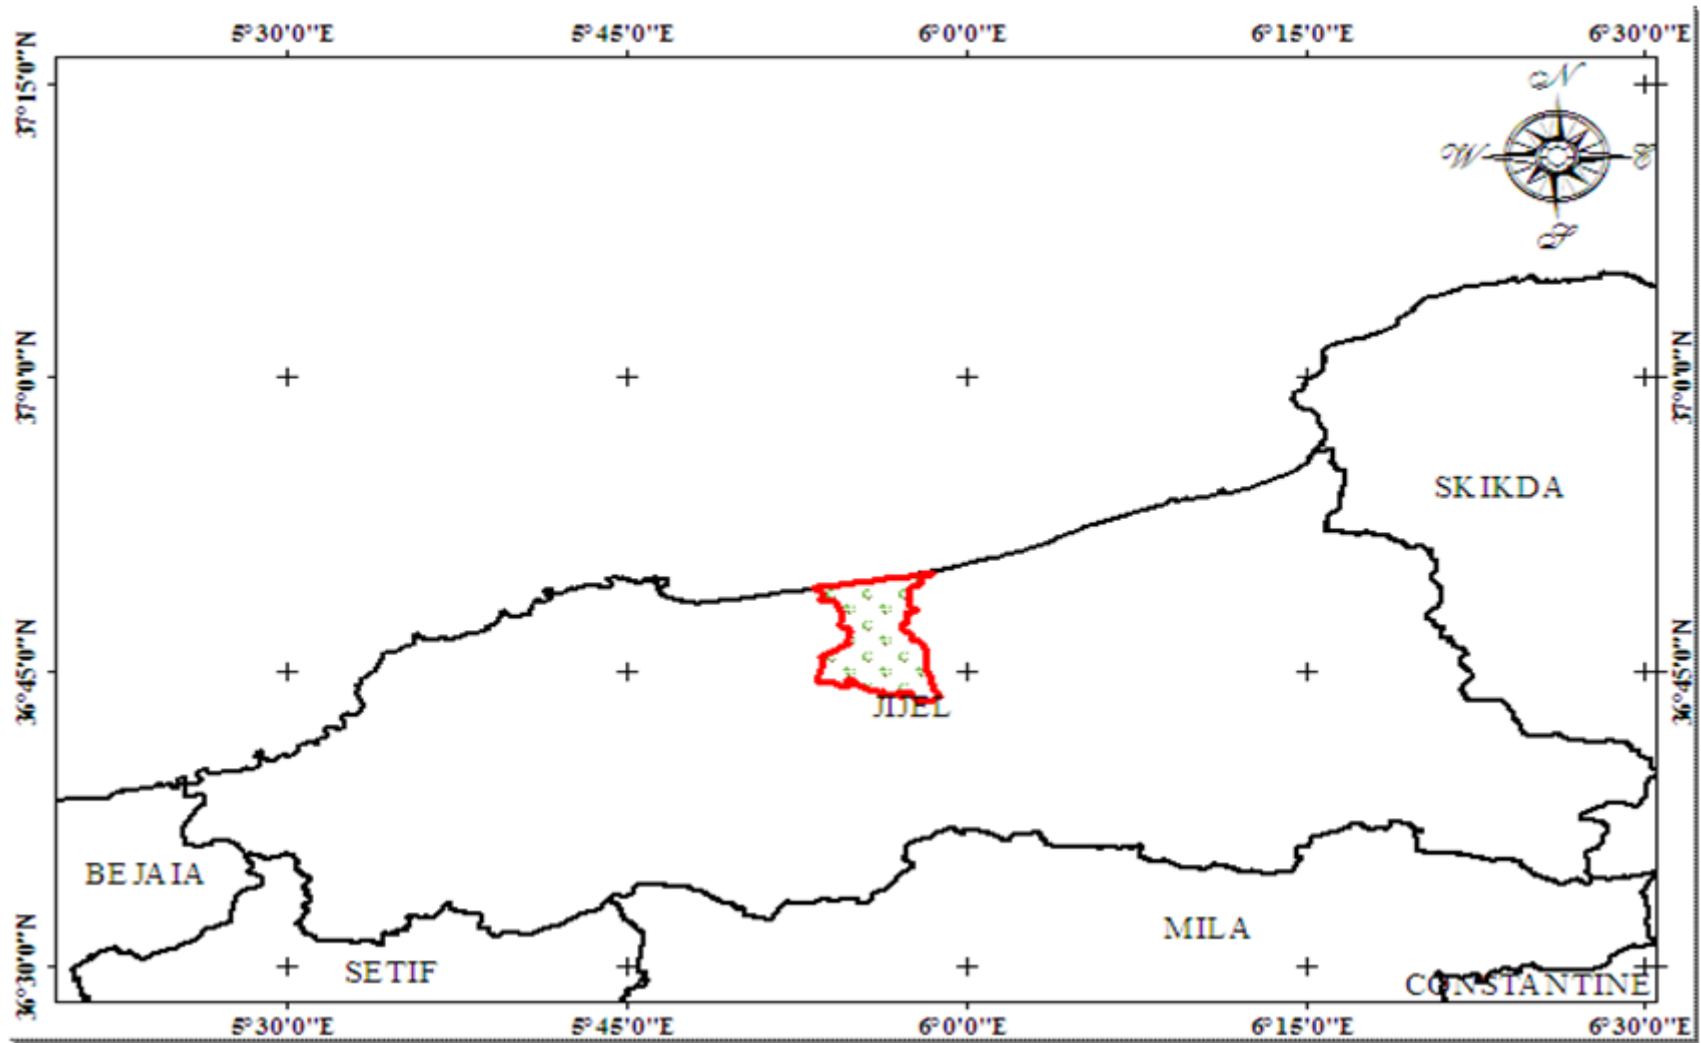 5°30'0"E 5°45'0"E 6°0'0"E 6°15'0"E 6°30'0"E
37°15'0"N
N
W E
S
37°0'0"N 37°0'0"N
SKIKDA
36°45'0"N 36°45'0"N
JIJEL
BEJAIA
MILA
SETIF
CONSTANTINE
36°30'0"N
5°30'0"E 5°45'0"E 6°0'0"E 6°15'0"E 6°30'0"E